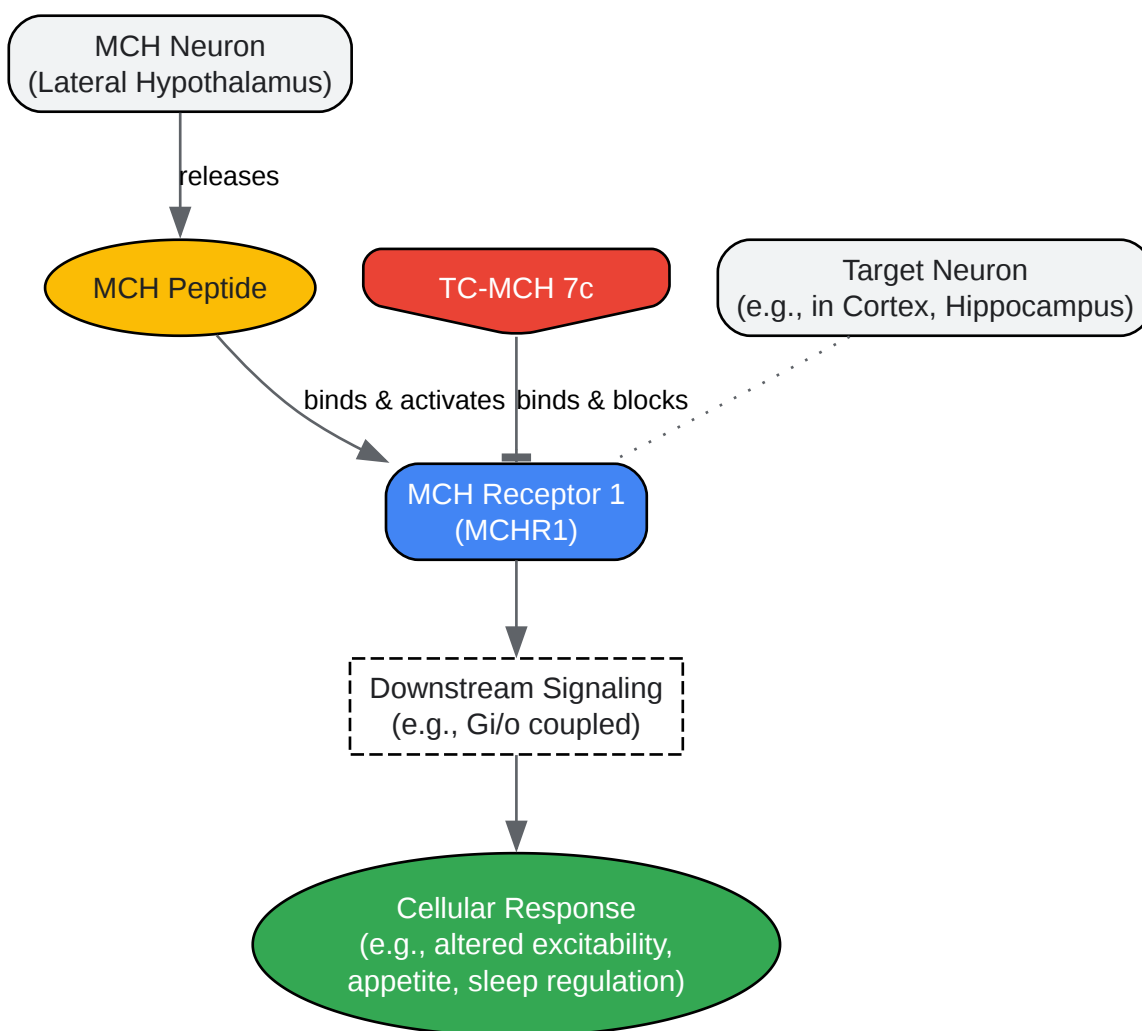 MCH Neuron
(Lateral Hypothalamus)
releases
MCH Peptide
TC-MCH 7c
Target Neuron
(e.g., in Cortex, Hippocampus)
binds & activates
binds & blocks
MCH Receptor 1
(MCHR1)
Downstream Signaling
(e.g., Gi/o coupled)
Cellular Response
(e.g., altered excitability,
appetite, sleep regulation)